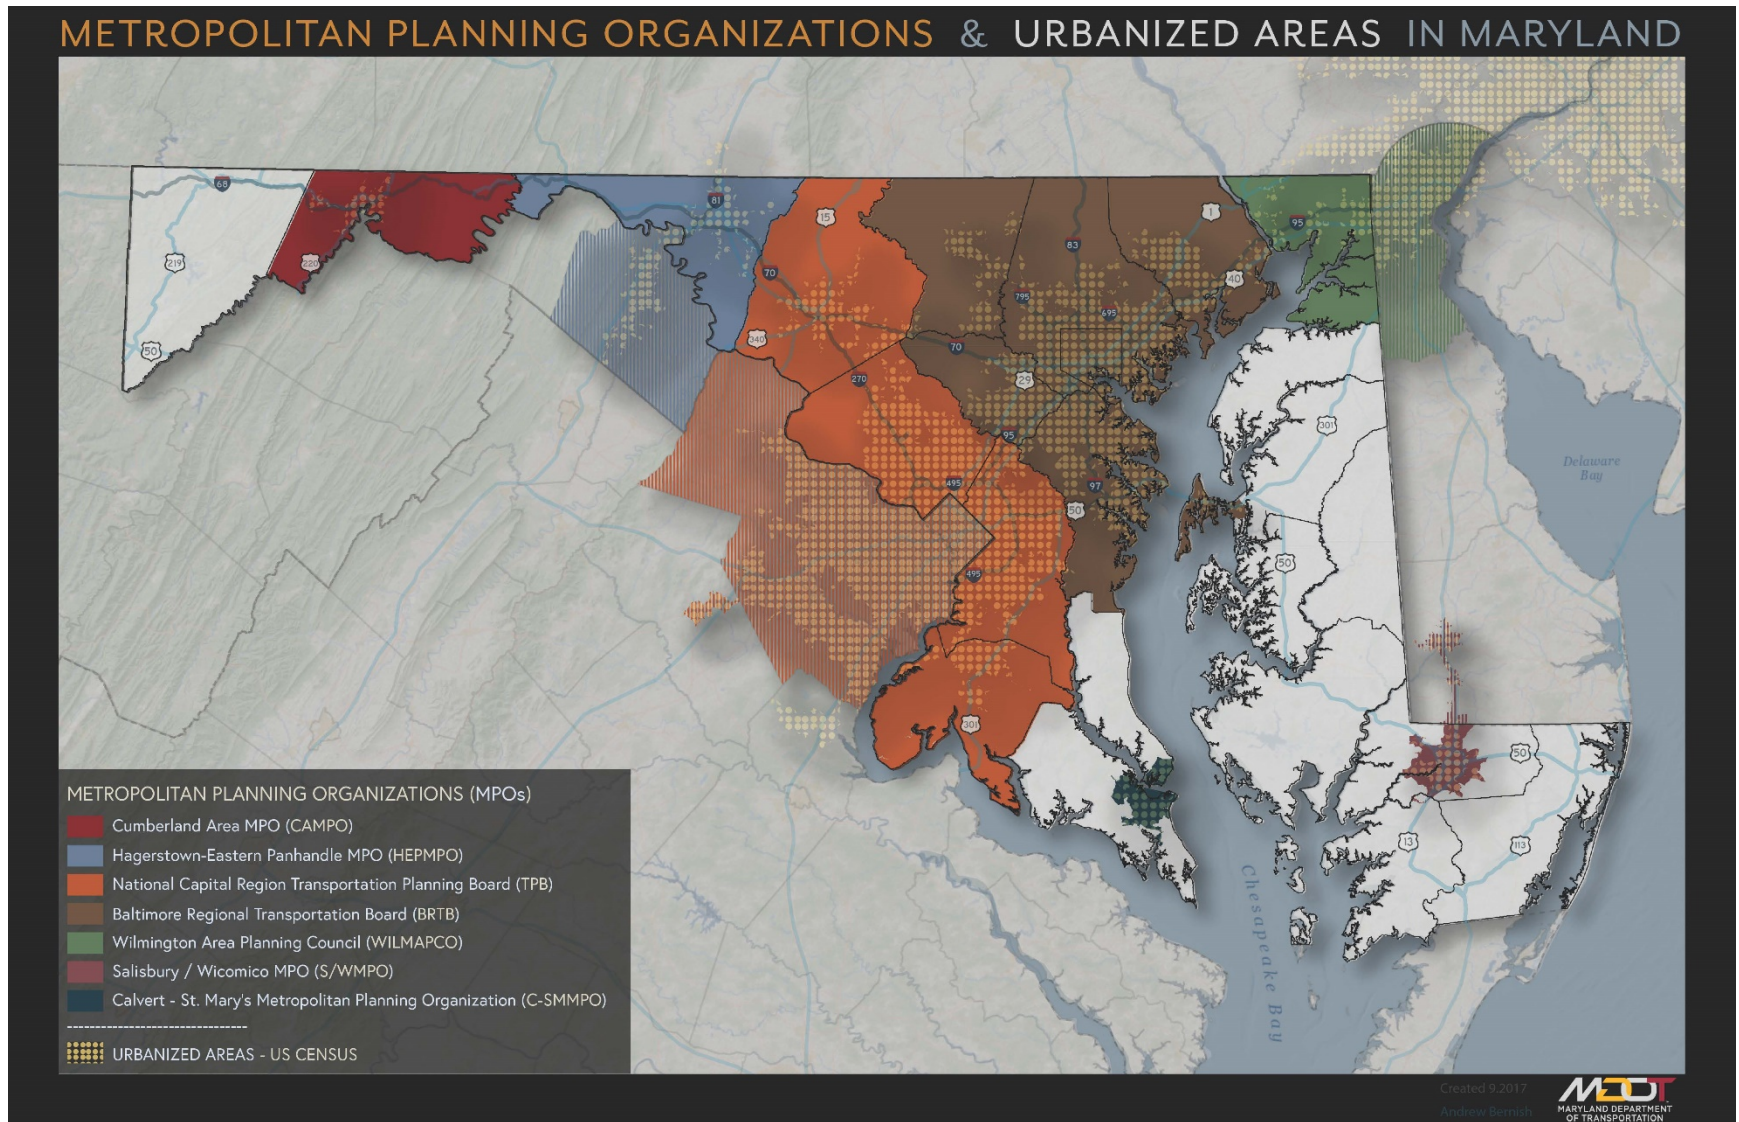 METROPOLITAN PLANNING ORGANIZATIONS & URBANIZED AREAS IN MARYLAND
68
81
15
1
95
219
220
70
83
40
795
695
50
340
70
270
29
301
95
Delaware
Bay
495
97
50
50
495
301
50
13
113
Chesapeake Bay
METROPOLITAN PLANNING ORGANIZATIONS (MPOs)
Cumberland Area MPO (CAMPO)
Hagerstown-Eastern Panhandle MPO (HEPMPO)
National Capital Region Transportation Planning Board (TPB)
Baltimore Regional Transportation Board (BRTB)
Wilmington Area Planning Council (WILMAPCO)
Salisbury / Wicomico MPO (S/WMPO)
Calvert - St. Mary's Metropolitan Planning Organization (C-SMMPO)
--------------------------------
URBANIZED AREAS - US CENSUS
Created 9.2017
Andrew Bernish
MDOT
MARYLAND DEPARTMENT
OF TRANSPORTATION